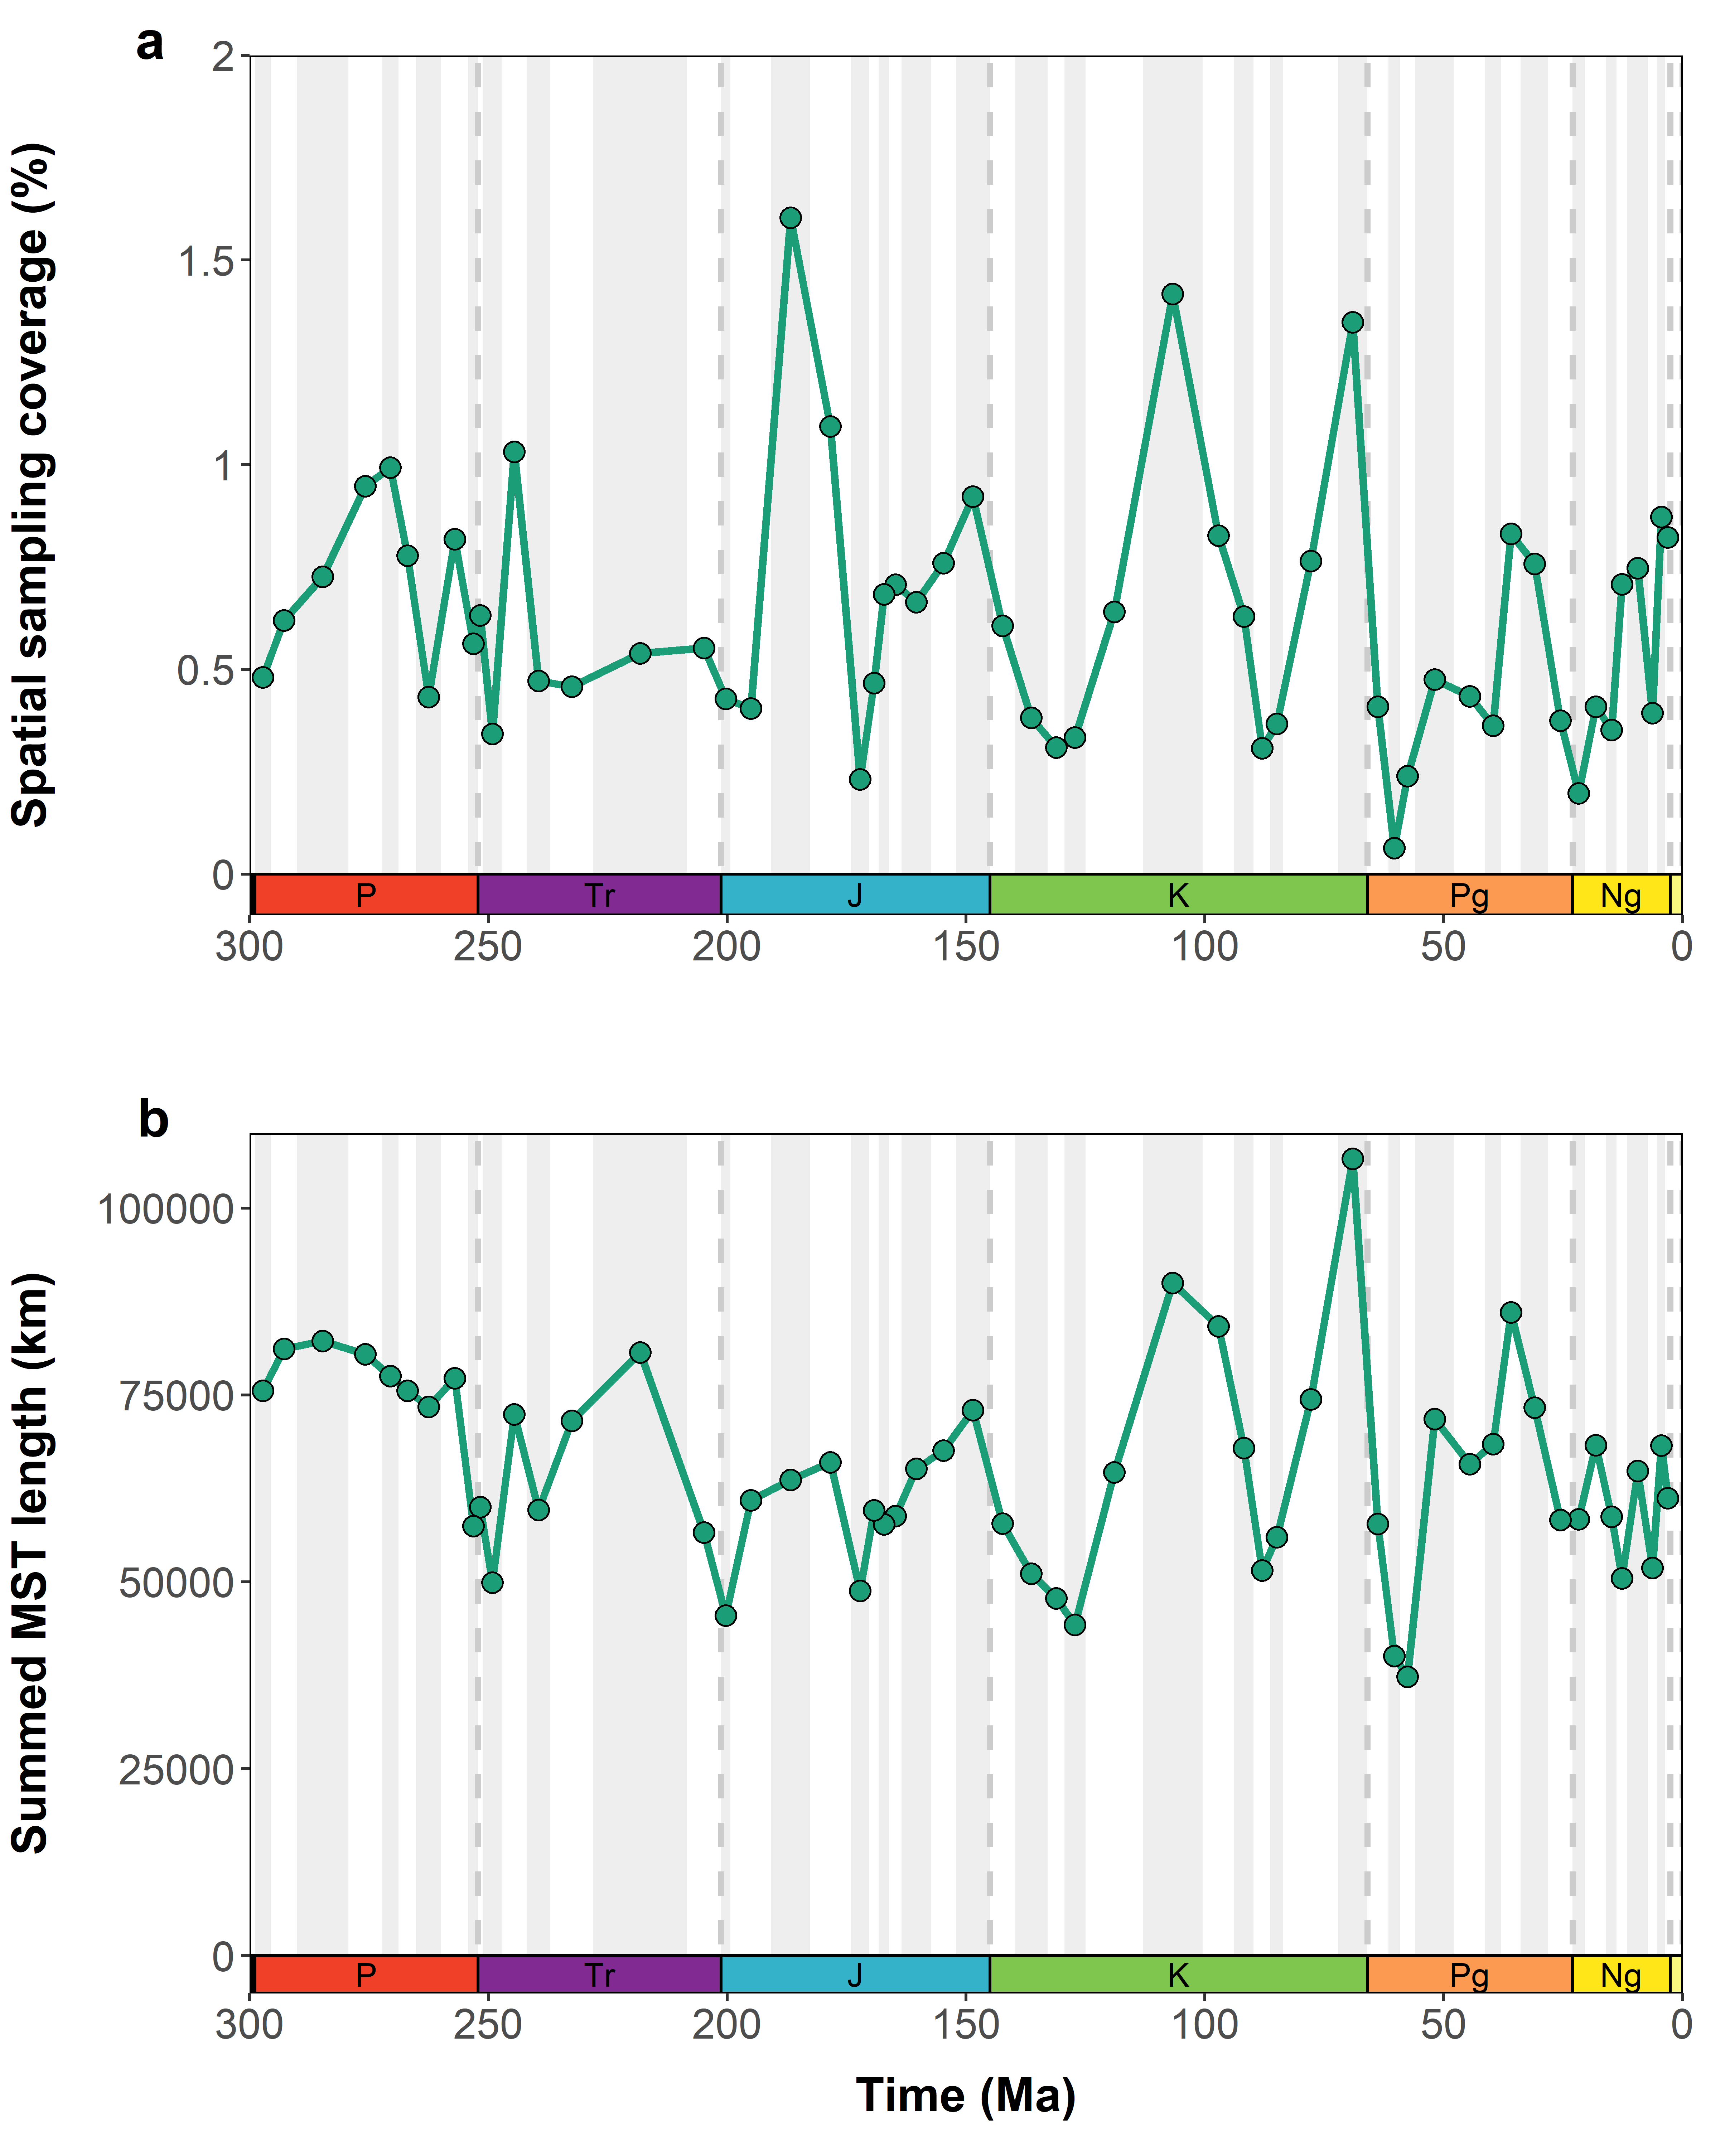 a
Spatial sampling coverage (%)
2
1.5
1
0.5
0
P Tr J K Pg Ng
300 250 200 150 100 50 0
b
Summed MST length (km)
100000
75000
50000
25000
0
P Tr J K Pg Ng
300 250 200 150 100 50 0
Time (Ma)